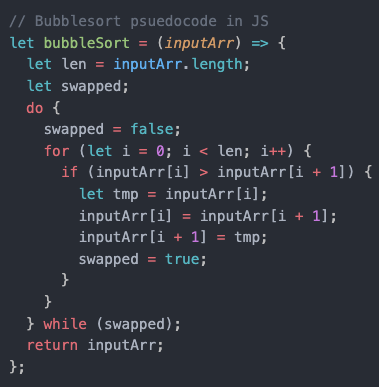 // Bubblesort psuedocode in JS
let bubbleSort = (inputArr) => {
  let len = inputArr.length;
  let swapped;
  do {
    swapped = false;
    for (let i = 0; i < len; i++) {
      if (inputArr[i] > inputArr[i + 1]) {
        let tmp = inputArr[i];
        inputArr[i] = inputArr[i + 1];
        inputArr[i + 1] = tmp;
        swapped = true;
      }
    }
  } while (swapped);
  return inputArr;
};